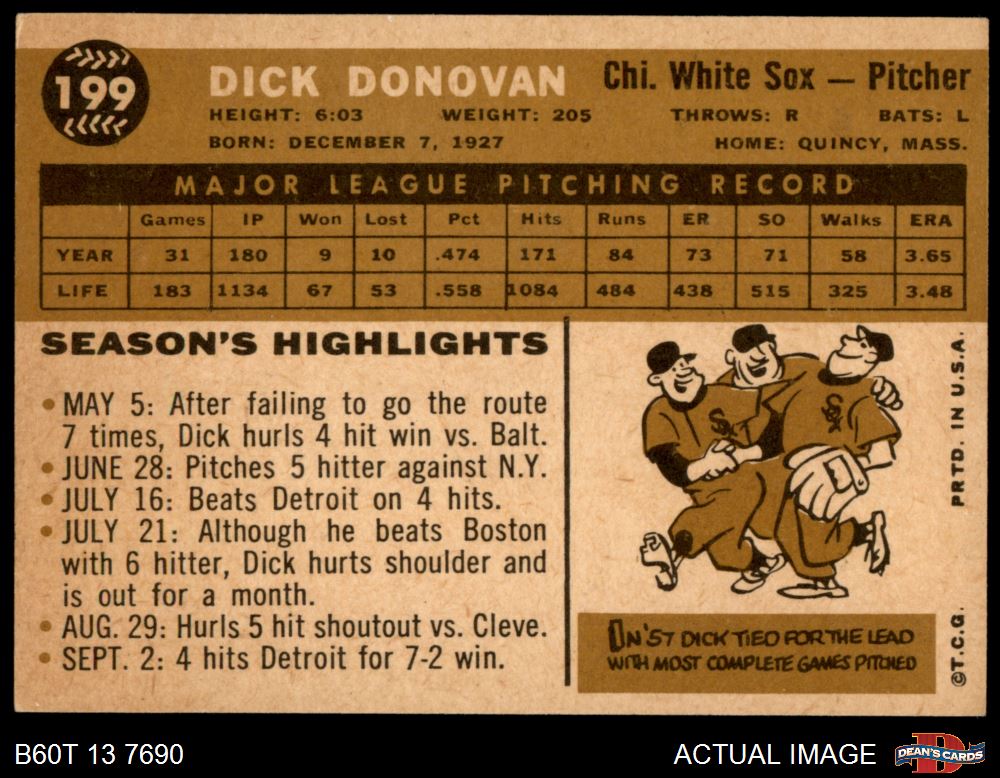 199
DICK DONOVAN Chi. White Sox — Pitcher
HEIGHT: 6:03 WEIGHT: 205 THROWS: R BATS: L
BORN: DECEMBER 7, 1927 HOME: QUINCY, MASS.
MAJOR LEAGUE PITCHING RECORD
Games IP Won Lost Pct Hits Runs ER SO Walks ERA
YEAR 31 180 9 10 .474 171 84 73 71 58 3.65
LIFE 183 1134 67 53 .558 1084 484 438 515 325 3.48
SEASON'S HIGHLIGHTS
• MAY 5: After failing to go the route
7 times, Dick hurls 4 hit win vs. Balt.
• JUNE 28: Pitches 5 hitter against N.Y.
• JULY 16: Beats Detroit on 4 hits.
• JULY 21: Although he beats Boston
with 6 hitter, Dick hurts shoulder and
is out for a month.
• AUG. 29: Hurls 5 hit shoutout vs. Cleve.
• SEPT. 2: 4 hits Detroit for 7-2 win.
SOX
SOX
IN '57 DICK TIED FOR THE LEAD
WITH MOST COMPLETE GAMES PITCHED
PRTD. IN U.S.A.
©T.C.G.
B60T 13 7690
ACTUAL IMAGE
D
DEAN'S CARDS